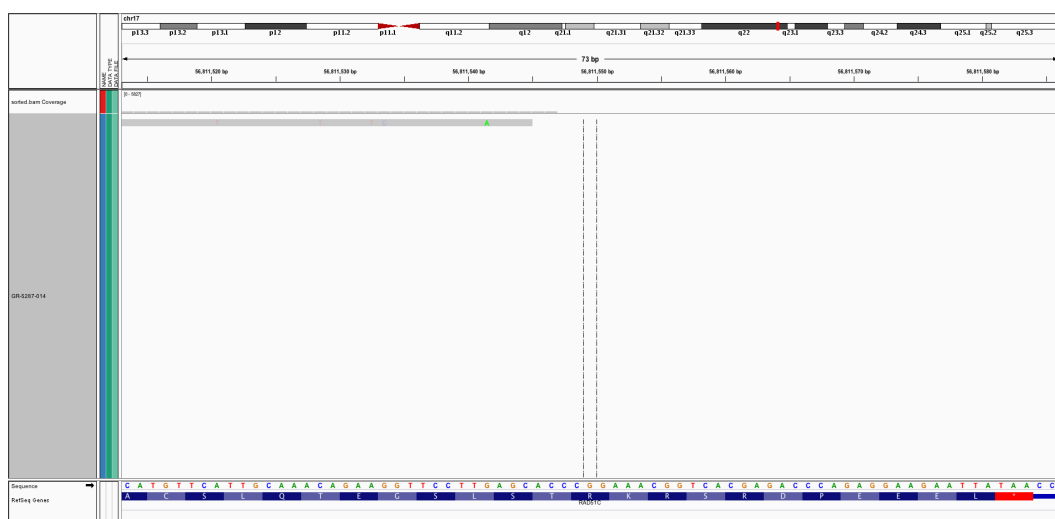 chr17
p13.3 p13.2 p13.1 p12 p11.2 p11.1 q11.2 q12 q21.1 q21.31 q21.32 q21.33 q22 q23.1 q23.3 q24.2 q24.3 q25.1 q25.2 q25.3
73 bp
NAME
DATA TYPE
DATA FILE
56,811,520 bp 56,811,530 bp 56,811,540 bp 56,811,550 bp 56,811,560 bp 56,811,570 bp 56,811,580 bp
sorted.bam Coverage
[0 - 5927]
T T T C A
GR-5287-014
Sequence
C A T G T T C A T T G C A A A C A G A A G G T T C C T T G A G C A C C C G G A A A C G G T C A C G A G A C C C A G A G G A A G A A T T A T A A C C
RefSeq Genes
A C S L Q T E G S L S T R K R S R D P E E E L *
RAD51C